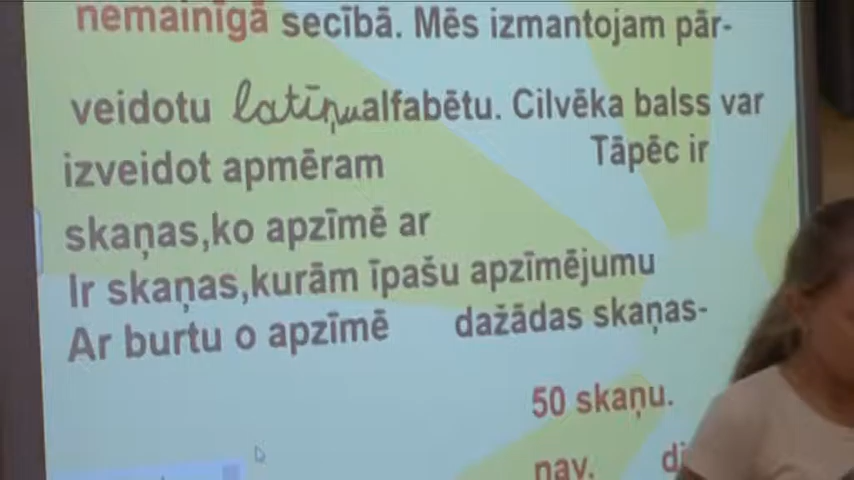 nemainīgā secībā. Mēs izmantojam pār-
veidotu latīņu alfabētu. Cilvēka balss var
izveidot apmēram Tāpēc ir
skaņas,ko apzīmē ar
Ir skaņas,kurām īpašu apzīmējumu
Ar burtu o apzīmē dažādas skaņas-
50 skaņu.
nav.